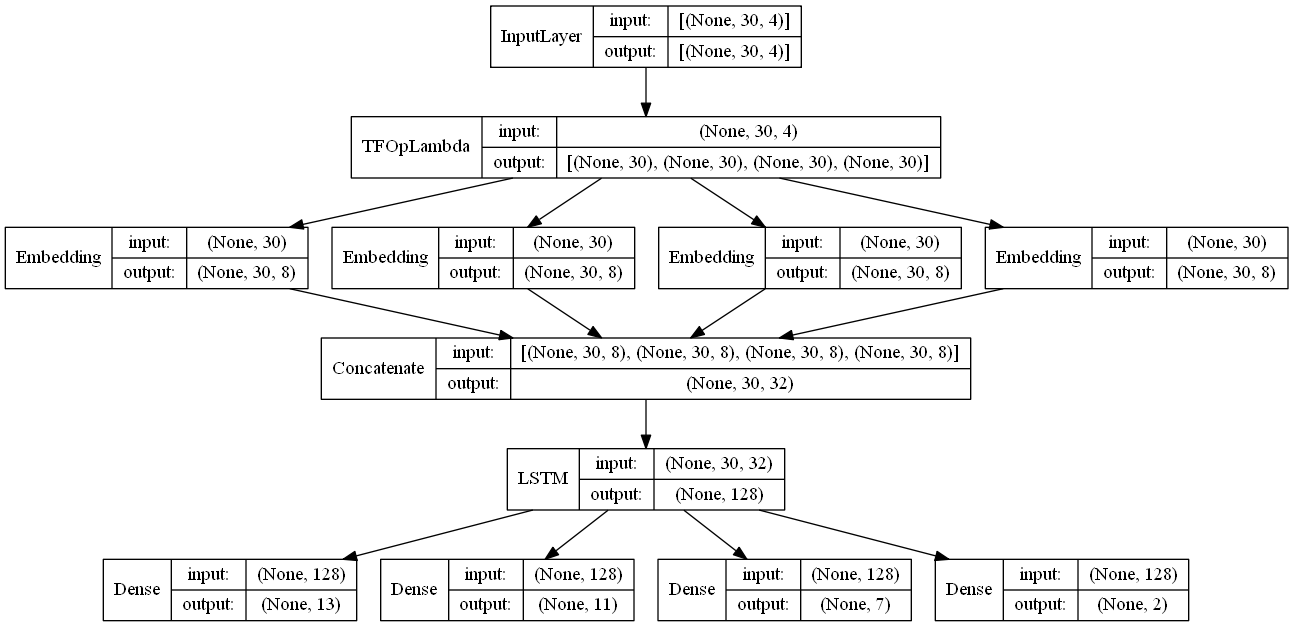 InputLayer
input:
[(None, 30, 4)]
output:
[(None, 30, 4)]
TFOpLambda
input:
(None, 30, 4)
output:
[(None, 30), (None, 30), (None, 30), (None, 30)]
Embedding
input:
(None, 30)
output:
(None, 30, 8)
Embedding
input:
(None, 30)
output:
(None, 30, 8)
Embedding
input:
(None, 30)
output:
(None, 30, 8)
Embedding
input:
(None, 30)
output:
(None, 30, 8)
Concatenate
input:
[(None, 30, 8), (None, 30, 8), (None, 30, 8), (None, 30, 8)]
output:
(None, 30, 32)
LSTM
input:
(None, 30, 32)
output:
(None, 128)
Dense
input:
(None, 128)
output:
(None, 13)
Dense
input:
(None, 128)
output:
(None, 11)
Dense
input:
(None, 128)
output:
(None, 7)
Dense
input:
(None, 128)
output:
(None, 2)